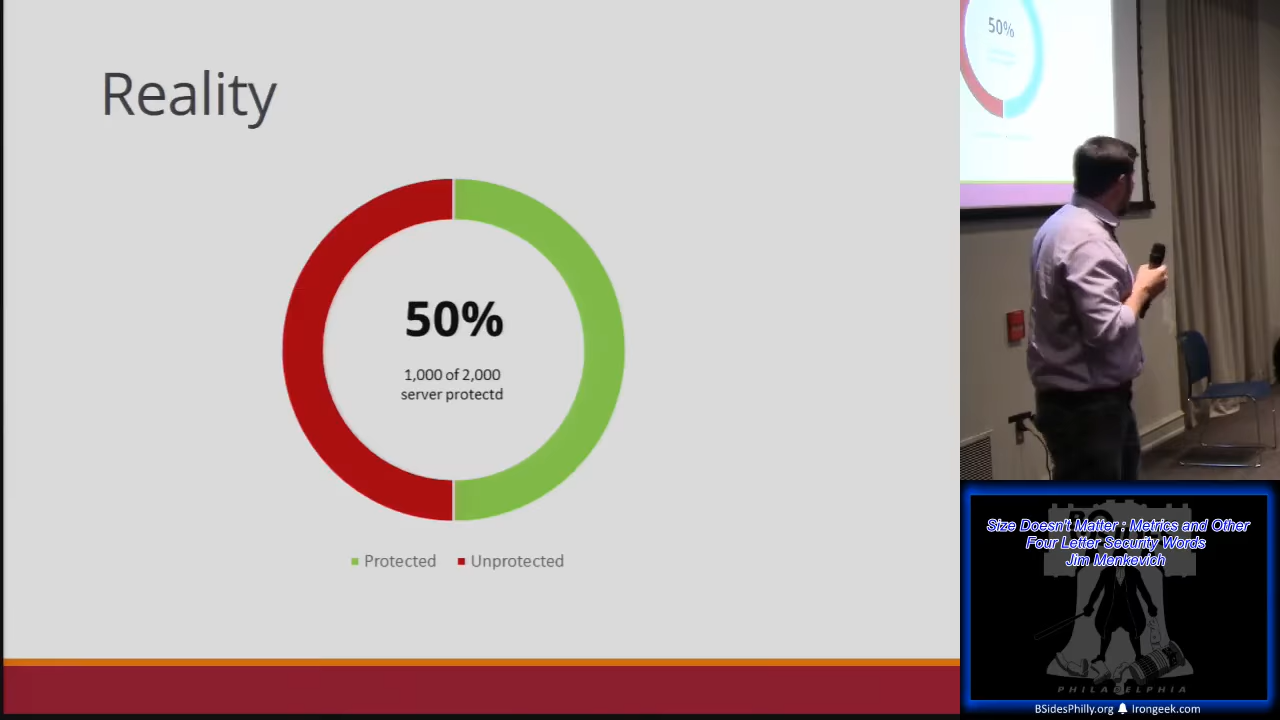 Reality
50%
1,000 of 2,000
server protectd
Protected
Unprotected
50%
Size Doesn't Matter : Metrics and Other
Four Letter Security Words
Jim Menkevich
PHILADELPHIA
BSidesPhilly.org
Irongeek.com